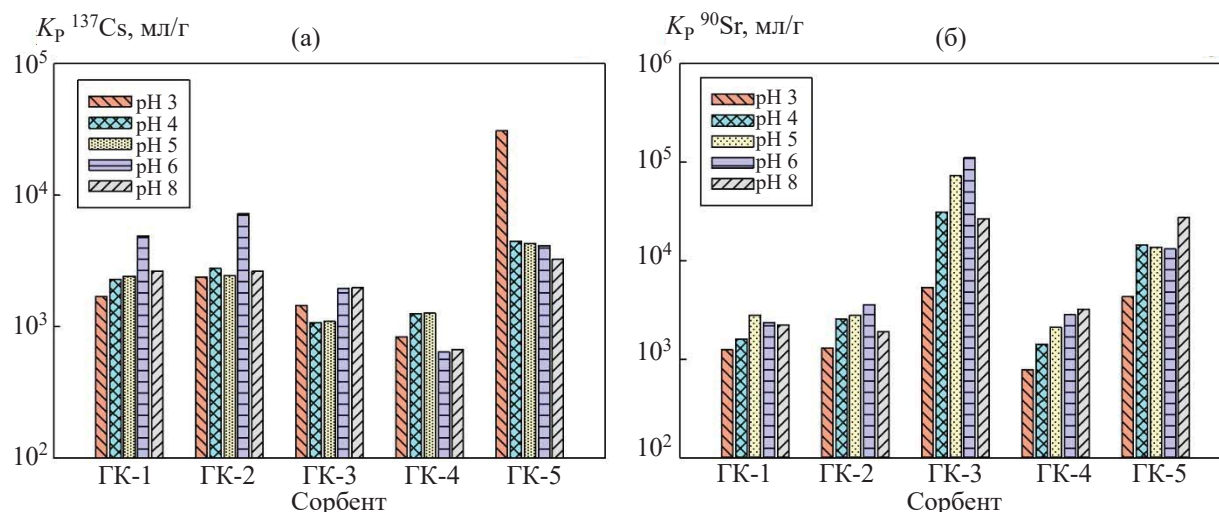 K_P ¹³⁷Cs, мл/г
(а)
10⁵
10⁴
10³
10²
pH 3
pH 4
pH 5
pH 6
pH 8
ГК-1 ГК-2 ГК-3 ГК-4 ГК-5
Сорбент
K_P ⁹⁰Sr, мл/г
(б)
10⁶
10⁵
10⁴
10³
10²
pH 3
pH 4
pH 5
pH 6
pH 8
ГК-1 ГК-2 ГК-3 ГК-4 ГК-5
Сорбент